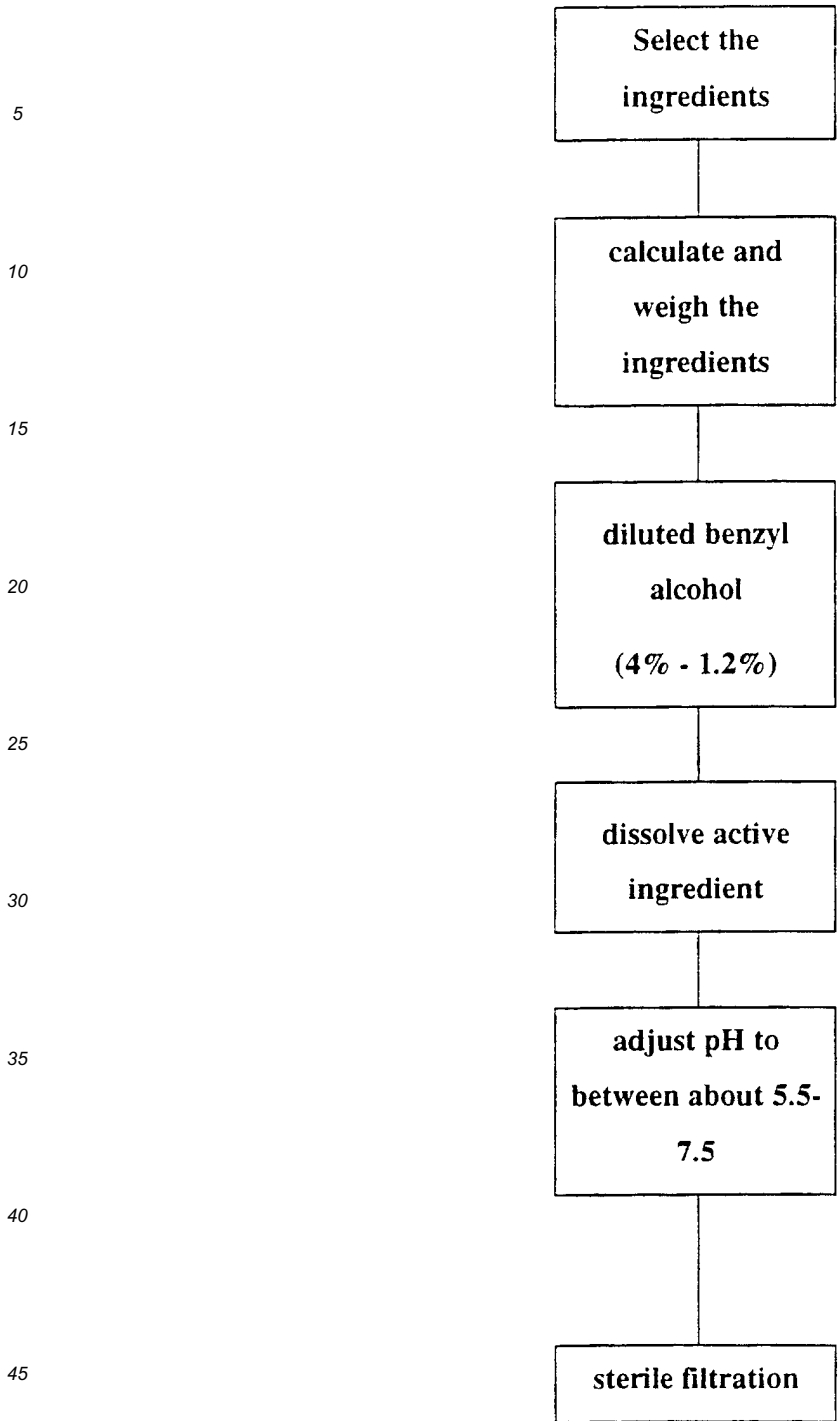 Select the
ingredients
5
calculate and
10
weigh the
ingredients
15
diluted benzyl
alcohol
20
(4% - 1.2%)
25
dissolve active
ingredient
30
adjust pH to
35
between about 5.5-
7.5
40
sterile filtration
45